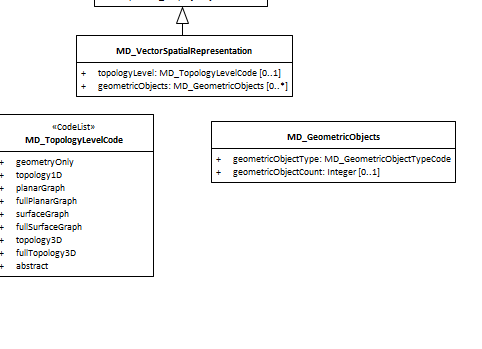 MD_VectorSpatialRepresentation
+ topologyLevel: MD_TopologyLevelCode [0..1]
+ geometricObjects: MD_GeometricObjects [0..*]
«CodeList»
MD_TopologyLevelCode
+ geometryOnly
+ topology1D
+ planarGraph
+ fullPlanarGraph
+ surfaceGraph
+ fullSurfaceGraph
+ topology3D
+ fullTopology3D
+ abstract
MD_GeometricObjects
+ geometricObjectType: MD_GeometricObjectTypeCode
+ geometricObjectCount: Integer [0..1]